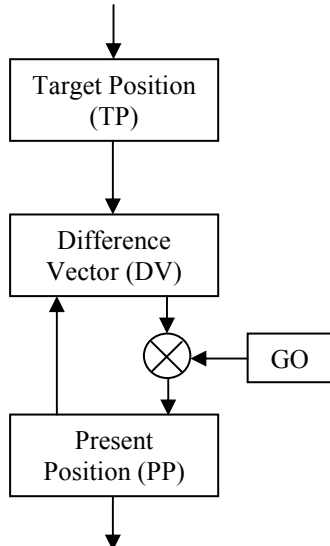 Target Position
(TP)
Difference
Vector (DV)
GO
Present
Position (PP)